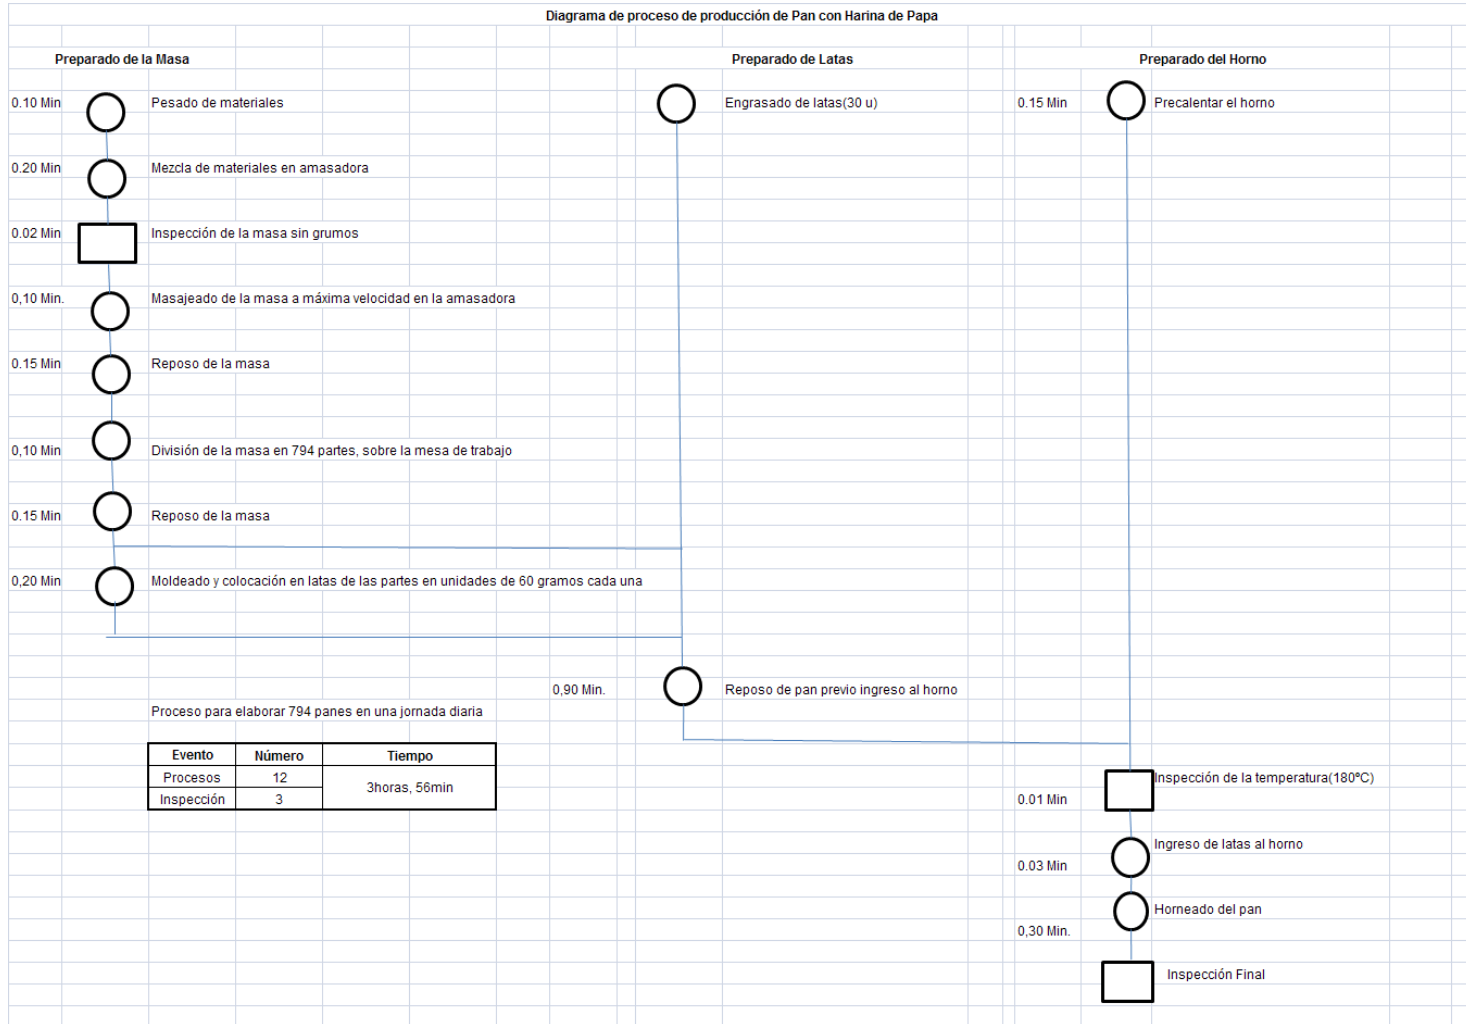 Diagrama de proceso de producción de Pan con Harina de Papa
Preparado de la Masa
Preparado de Latas
Preparado del Horno
0.10 Min
Pesado de materiales
Engrasado de latas(30 u)
0.15 Min
Precalentar el horno
0.20 Min
Mezcla de materiales en amasadora
0.02 Min
Inspección de la masa sin grumos
0,10 Min.
Masajeado de la masa a máxima velocidad en la amasadora
0.15 Min
Reposo de la masa
0,10 Min
División de la masa en 794 partes, sobre la mesa de trabajo
0.15 Min
Reposo de la masa
0,20 Min
Moldeado y colocación en latas de las partes en unidades de 60 gramos cada una
0,90 Min.
Reposo de pan previo ingreso al horno
Proceso para elaborar 794 panes en una jornada diaria
Evento Número Tiempo
Procesos 12 3horas, 56min
Inspección 3
Inspección de la temperatura(180ºC)
0.01 Min
Ingreso de latas al horno
0.03 Min
Horneado del pan
0,30 Min.
Inspección Final